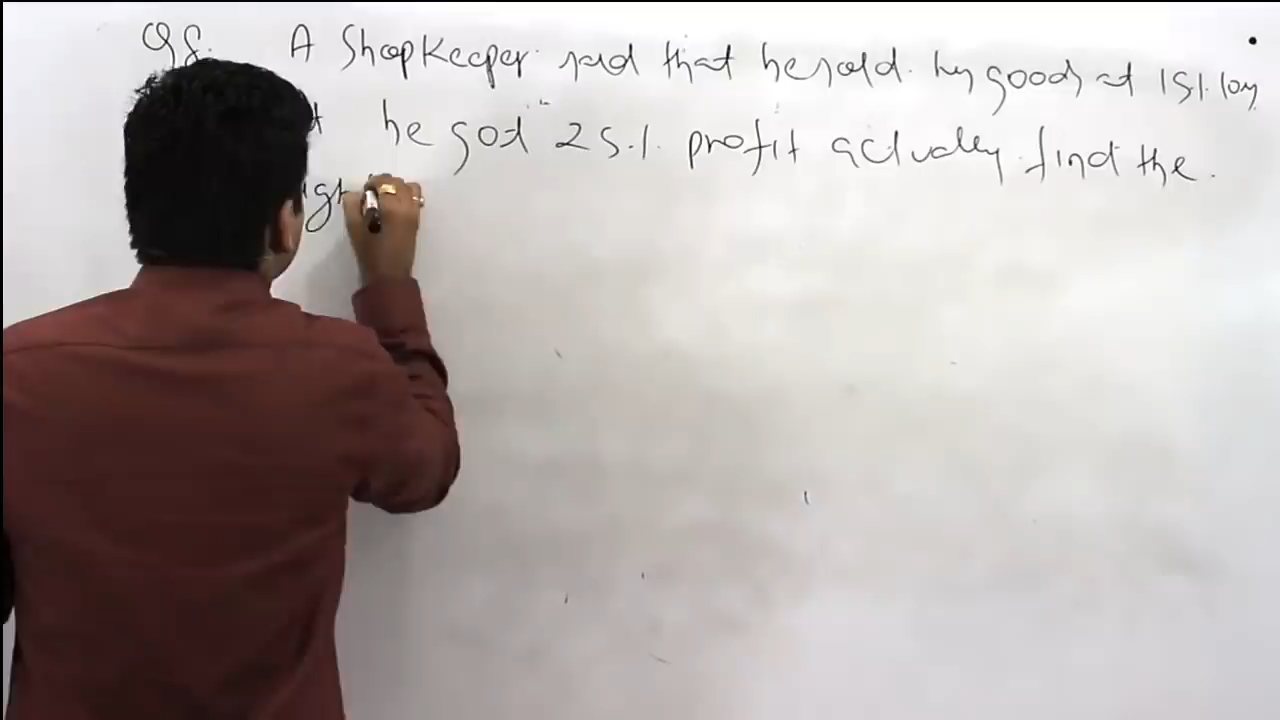 Q8. A Shopkeeper said that he sold his goods at 15% loss
he got 25% profit actually find the